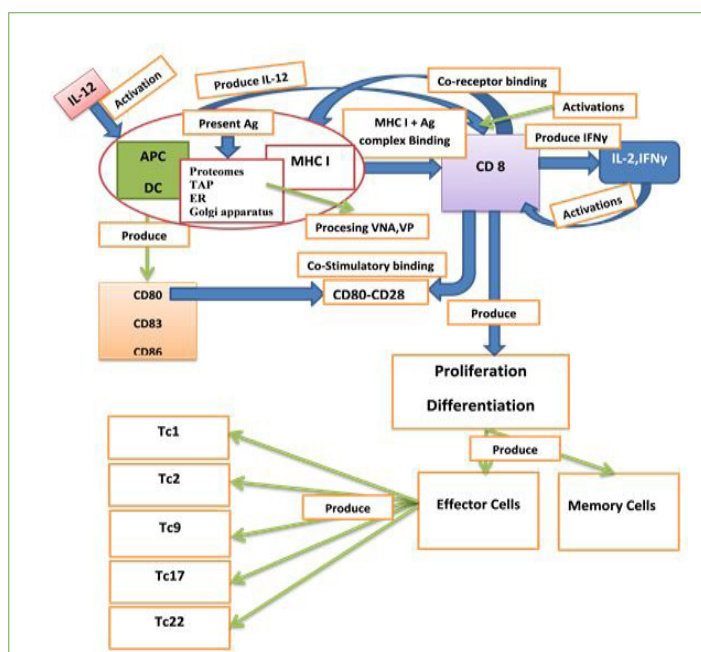 IL-12
Activation
Produce IL-12
Co-receptor binding
Activations
Present Ag
MHC I + Ag
complex Binding
Produce IFNγ
APC
DC
MHC I
Proteomes
TAP
ER
Golgi apparatus
CD 8
IL-2,IFNγ
Activations
Procesing VNA,VP
Produce
Co-Stimulatory binding
CD80-CD28
CD80
CD83
CD86
Produce
Proliferation
Differentiation
Produce
Effector Cells
Memory Cells
Produce
Tc1
Tc2
Tc9
Tc17
Tc22